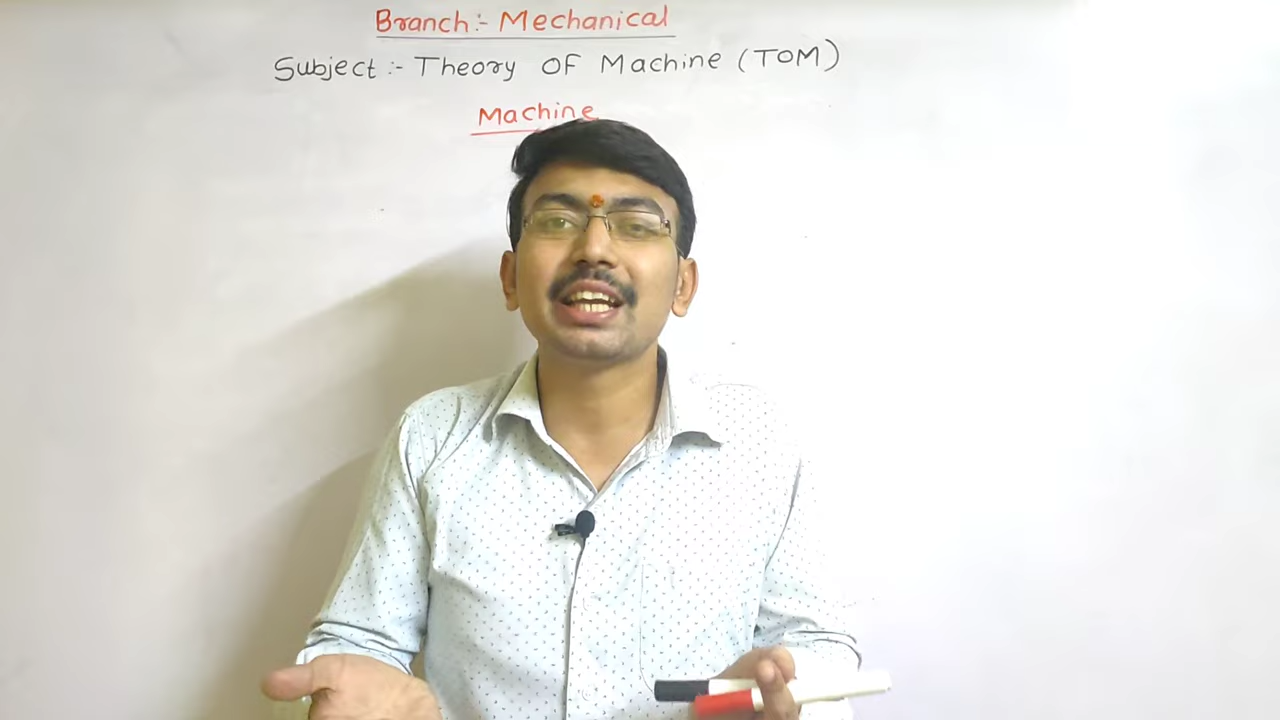 Branch:- Mechanical
Subject:- Theory OF Machine (TOM)
Machine